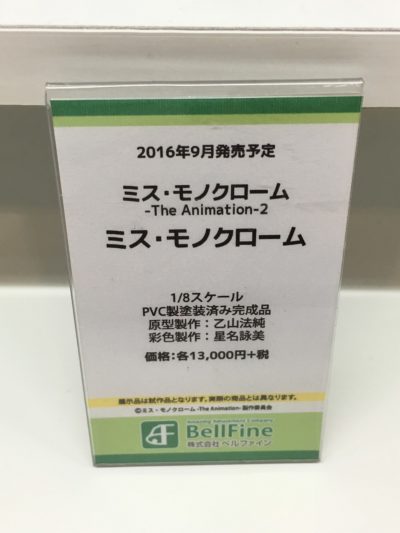 2016年9月発売予定
ミス・モノクローム
-The Animation-2
ミス・モノクローム
1/8スケール
PVC製塗装済み完成品
原型製作：乙山法純
彩色製作：星名詠美
価格：各13,000円+税
展示品は試作品となります。実際の商品とは異なります。
©ミス・モノクローム -The Animation- 製作委員会
Amusing Amusement Company
BellFine
株式会社 ベルファイン